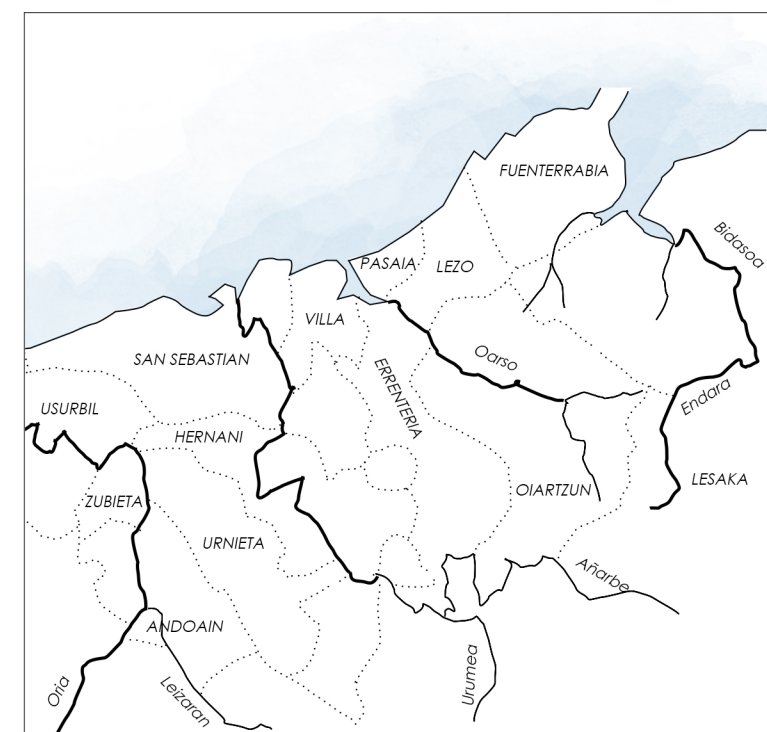 FUENTERRABIA
Bidasoa
PASAIA
LEZO
VILLA
SAN SEBASTIAN
Oarso
ERRENTERIA
Endara
USURBIL
HERNANI
LESAKA
OIARTZUN
ZUBIETA
URNIETA
Añarbe
ANDOAIN
Urumea
Oria
Leizaran